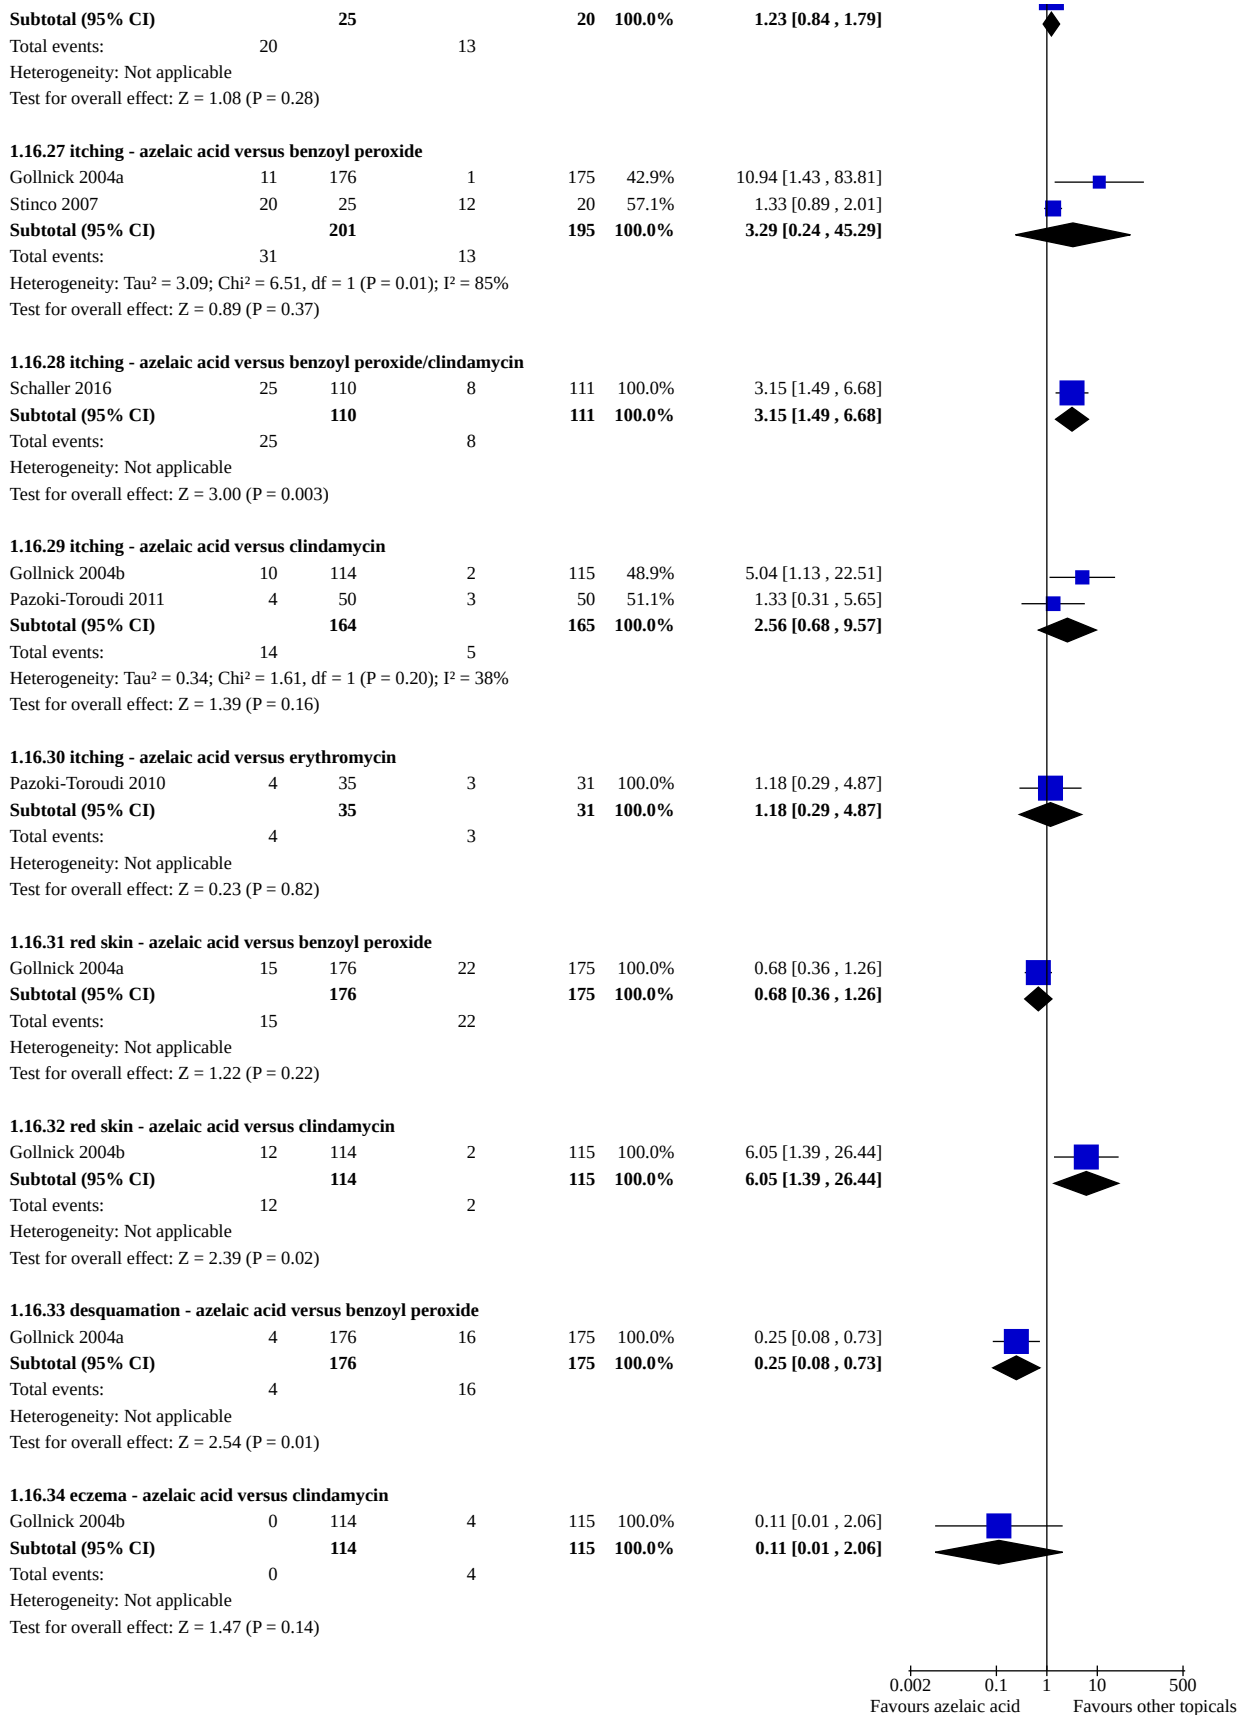 Subtotal (95% CI) 25 20 100.0% 1.23 [0.84 , 1.79]
Total events: 20 13
Heterogeneity: Not applicable
Test for overall effect: Z = 1.08 (P = 0.28)
1.16.27 itching - azelaic acid versus benzoyl peroxide
Gollnick 2004a 11 176 1 175 42.9% 10.94 [1.43 , 83.81]
Stinco 2007 20 25 12 20 57.1% 1.33 [0.89 , 2.01]
Subtotal (95% CI) 201 195 100.0% 3.29 [0.24 , 45.29]
Total events: 31 13
Heterogeneity: Tau² = 3.09; Chi² = 6.51, df = 1 (P = 0.01); I² = 85%
Test for overall effect: Z = 0.89 (P = 0.37)
1.16.28 itching - azelaic acid versus benzoyl peroxide/clindamycin
Schaller 2016 25 110 8 111 100.0% 3.15 [1.49 , 6.68]
Subtotal (95% CI) 110 111 100.0% 3.15 [1.49 , 6.68]
Total events: 25 8
Heterogeneity: Not applicable
Test for overall effect: Z = 3.00 (P = 0.003)
1.16.29 itching - azelaic acid versus clindamycin
Gollnick 2004b 10 114 2 115 48.9% 5.04 [1.13 , 22.51]
Pazoki-Toroudi 2011 4 50 3 50 51.1% 1.33 [0.31 , 5.65]
Subtotal (95% CI) 164 165 100.0% 2.56 [0.68 , 9.57]
Total events: 14 5
Heterogeneity: Tau² = 0.34; Chi² = 1.61, df = 1 (P = 0.20); I² = 38%
Test for overall effect: Z = 1.39 (P = 0.16)
1.16.30 itching - azelaic acid versus erythromycin
Pazoki-Toroudi 2010 4 35 3 31 100.0% 1.18 [0.29 , 4.87]
Subtotal (95% CI) 35 31 100.0% 1.18 [0.29 , 4.87]
Total events: 4 3
Heterogeneity: Not applicable
Test for overall effect: Z = 0.23 (P = 0.82)
1.16.31 red skin - azelaic acid versus benzoyl peroxide
Gollnick 2004a 15 176 22 175 100.0% 0.68 [0.36 , 1.26]
Subtotal (95% CI) 176 175 100.0% 0.68 [0.36 , 1.26]
Total events: 15 22
Heterogeneity: Not applicable
Test for overall effect: Z = 1.22 (P = 0.22)
1.16.32 red skin - azelaic acid versus clindamycin
Gollnick 2004b 12 114 2 115 100.0% 6.05 [1.39 , 26.44]
Subtotal (95% CI) 114 115 100.0% 6.05 [1.39 , 26.44]
Total events: 12 2
Heterogeneity: Not applicable
Test for overall effect: Z = 2.39 (P = 0.02)
1.16.33 desquamation - azelaic acid versus benzoyl peroxide
Gollnick 2004a 4 176 16 175 100.0% 0.25 [0.08 , 0.73]
Subtotal (95% CI) 176 175 100.0% 0.25 [0.08 , 0.73]
Total events: 4 16
Heterogeneity: Not applicable
Test for overall effect: Z = 2.54 (P = 0.01)
1.16.34 eczema - azelaic acid versus clindamycin
Gollnick 2004b 0 114 4 115 100.0% 0.11 [0.01 , 2.06]
Subtotal (95% CI) 114 115 100.0% 0.11 [0.01 , 2.06]
Total events: 0 4
Heterogeneity: Not applicable
Test for overall effect: Z = 1.47 (P = 0.14)
0.002 0.1 1 10 500
Favours azelaic acid Favours other topicals